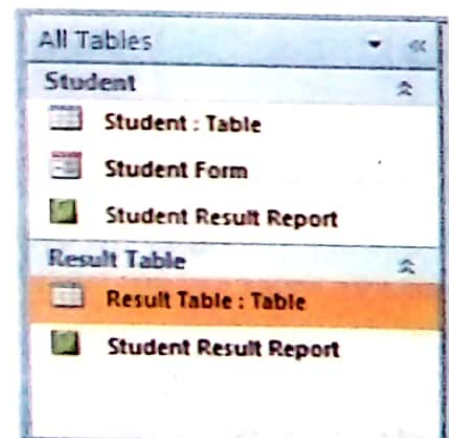 All Tables
Student
Student : Table
Student Form
Student Result Report
Result Table
Result Table : Table
Student Result Report